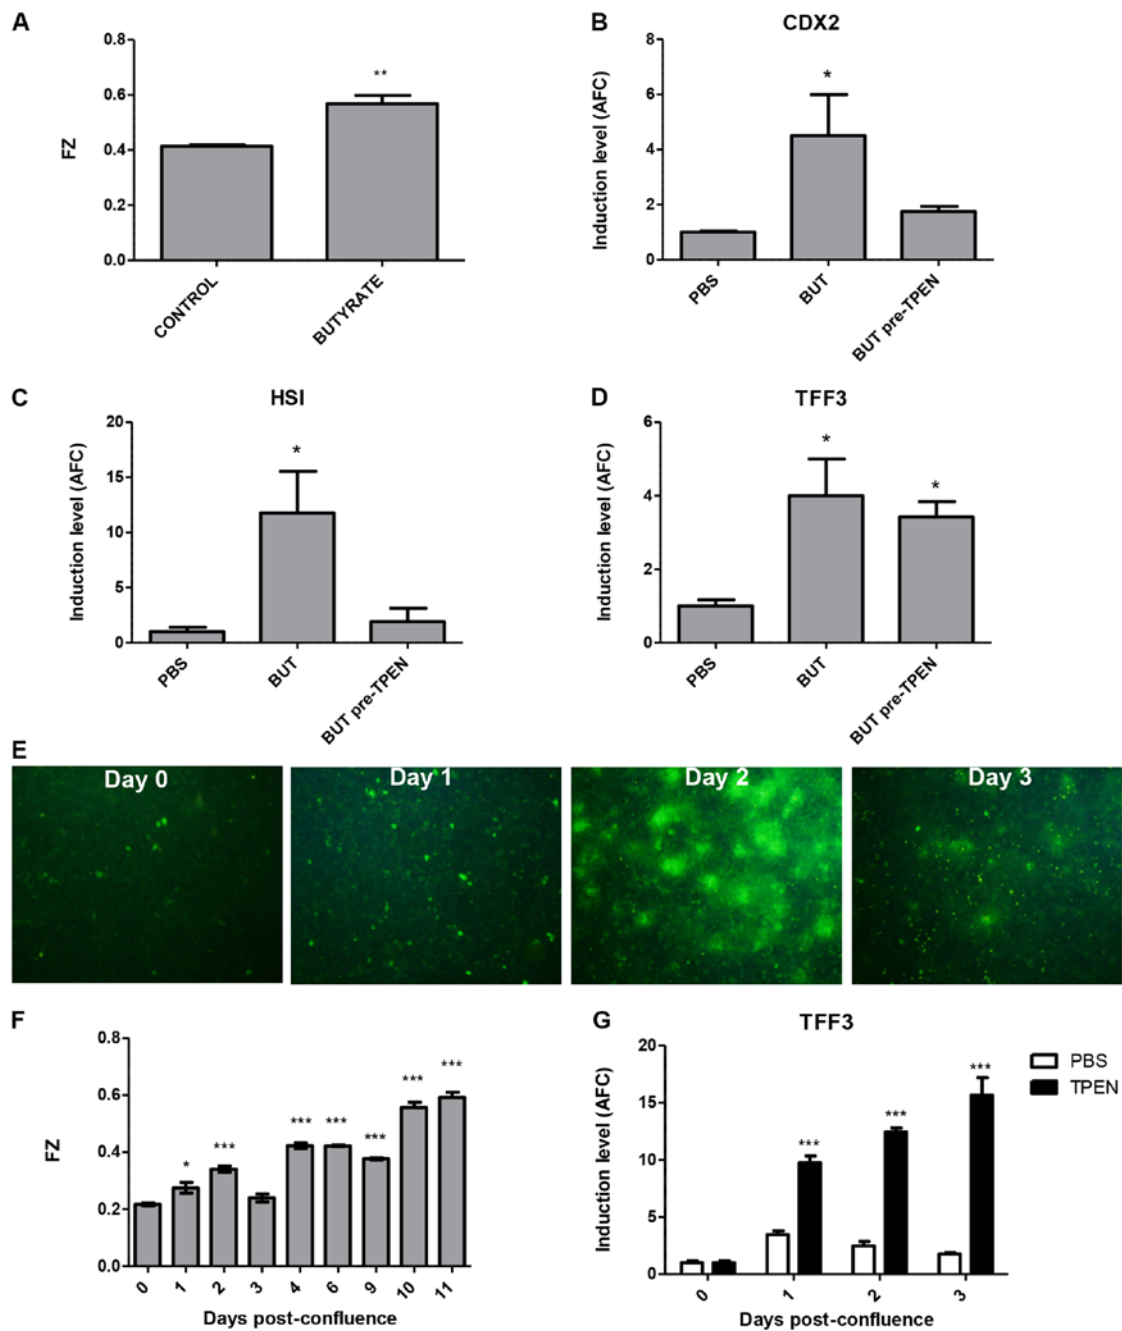 A
0.8
0.6
0.4
0.2
0.0
FZ
**
CONTROL
BUTYRATE
B
CDX2
8
6
4
2
0
Induction level (AFC)
*
PBS
BUT
BUT pre-TPEN
C
HSI
20
15
10
5
0
Induction level (AFC)
*
PBS
BUT
BUT pre-TPEN
D
TFF3
6
4
2
0
Induction level (AFC)
*
*
PBS
BUT
BUT pre-TPEN
E
Day 0
Day 1
Day 2
Day 3
F
0.8
0.6
0.4
0.2
0.0
FZ
*
***
***
***
***
***
***
0
1
2
3
4
6
9
10
11
Days post-confluence
G
TFF3
20
15
10
5
0
Induction level (AFC)
***
***
***
PBS
TPEN
0
1
2
3
Days post-confluence